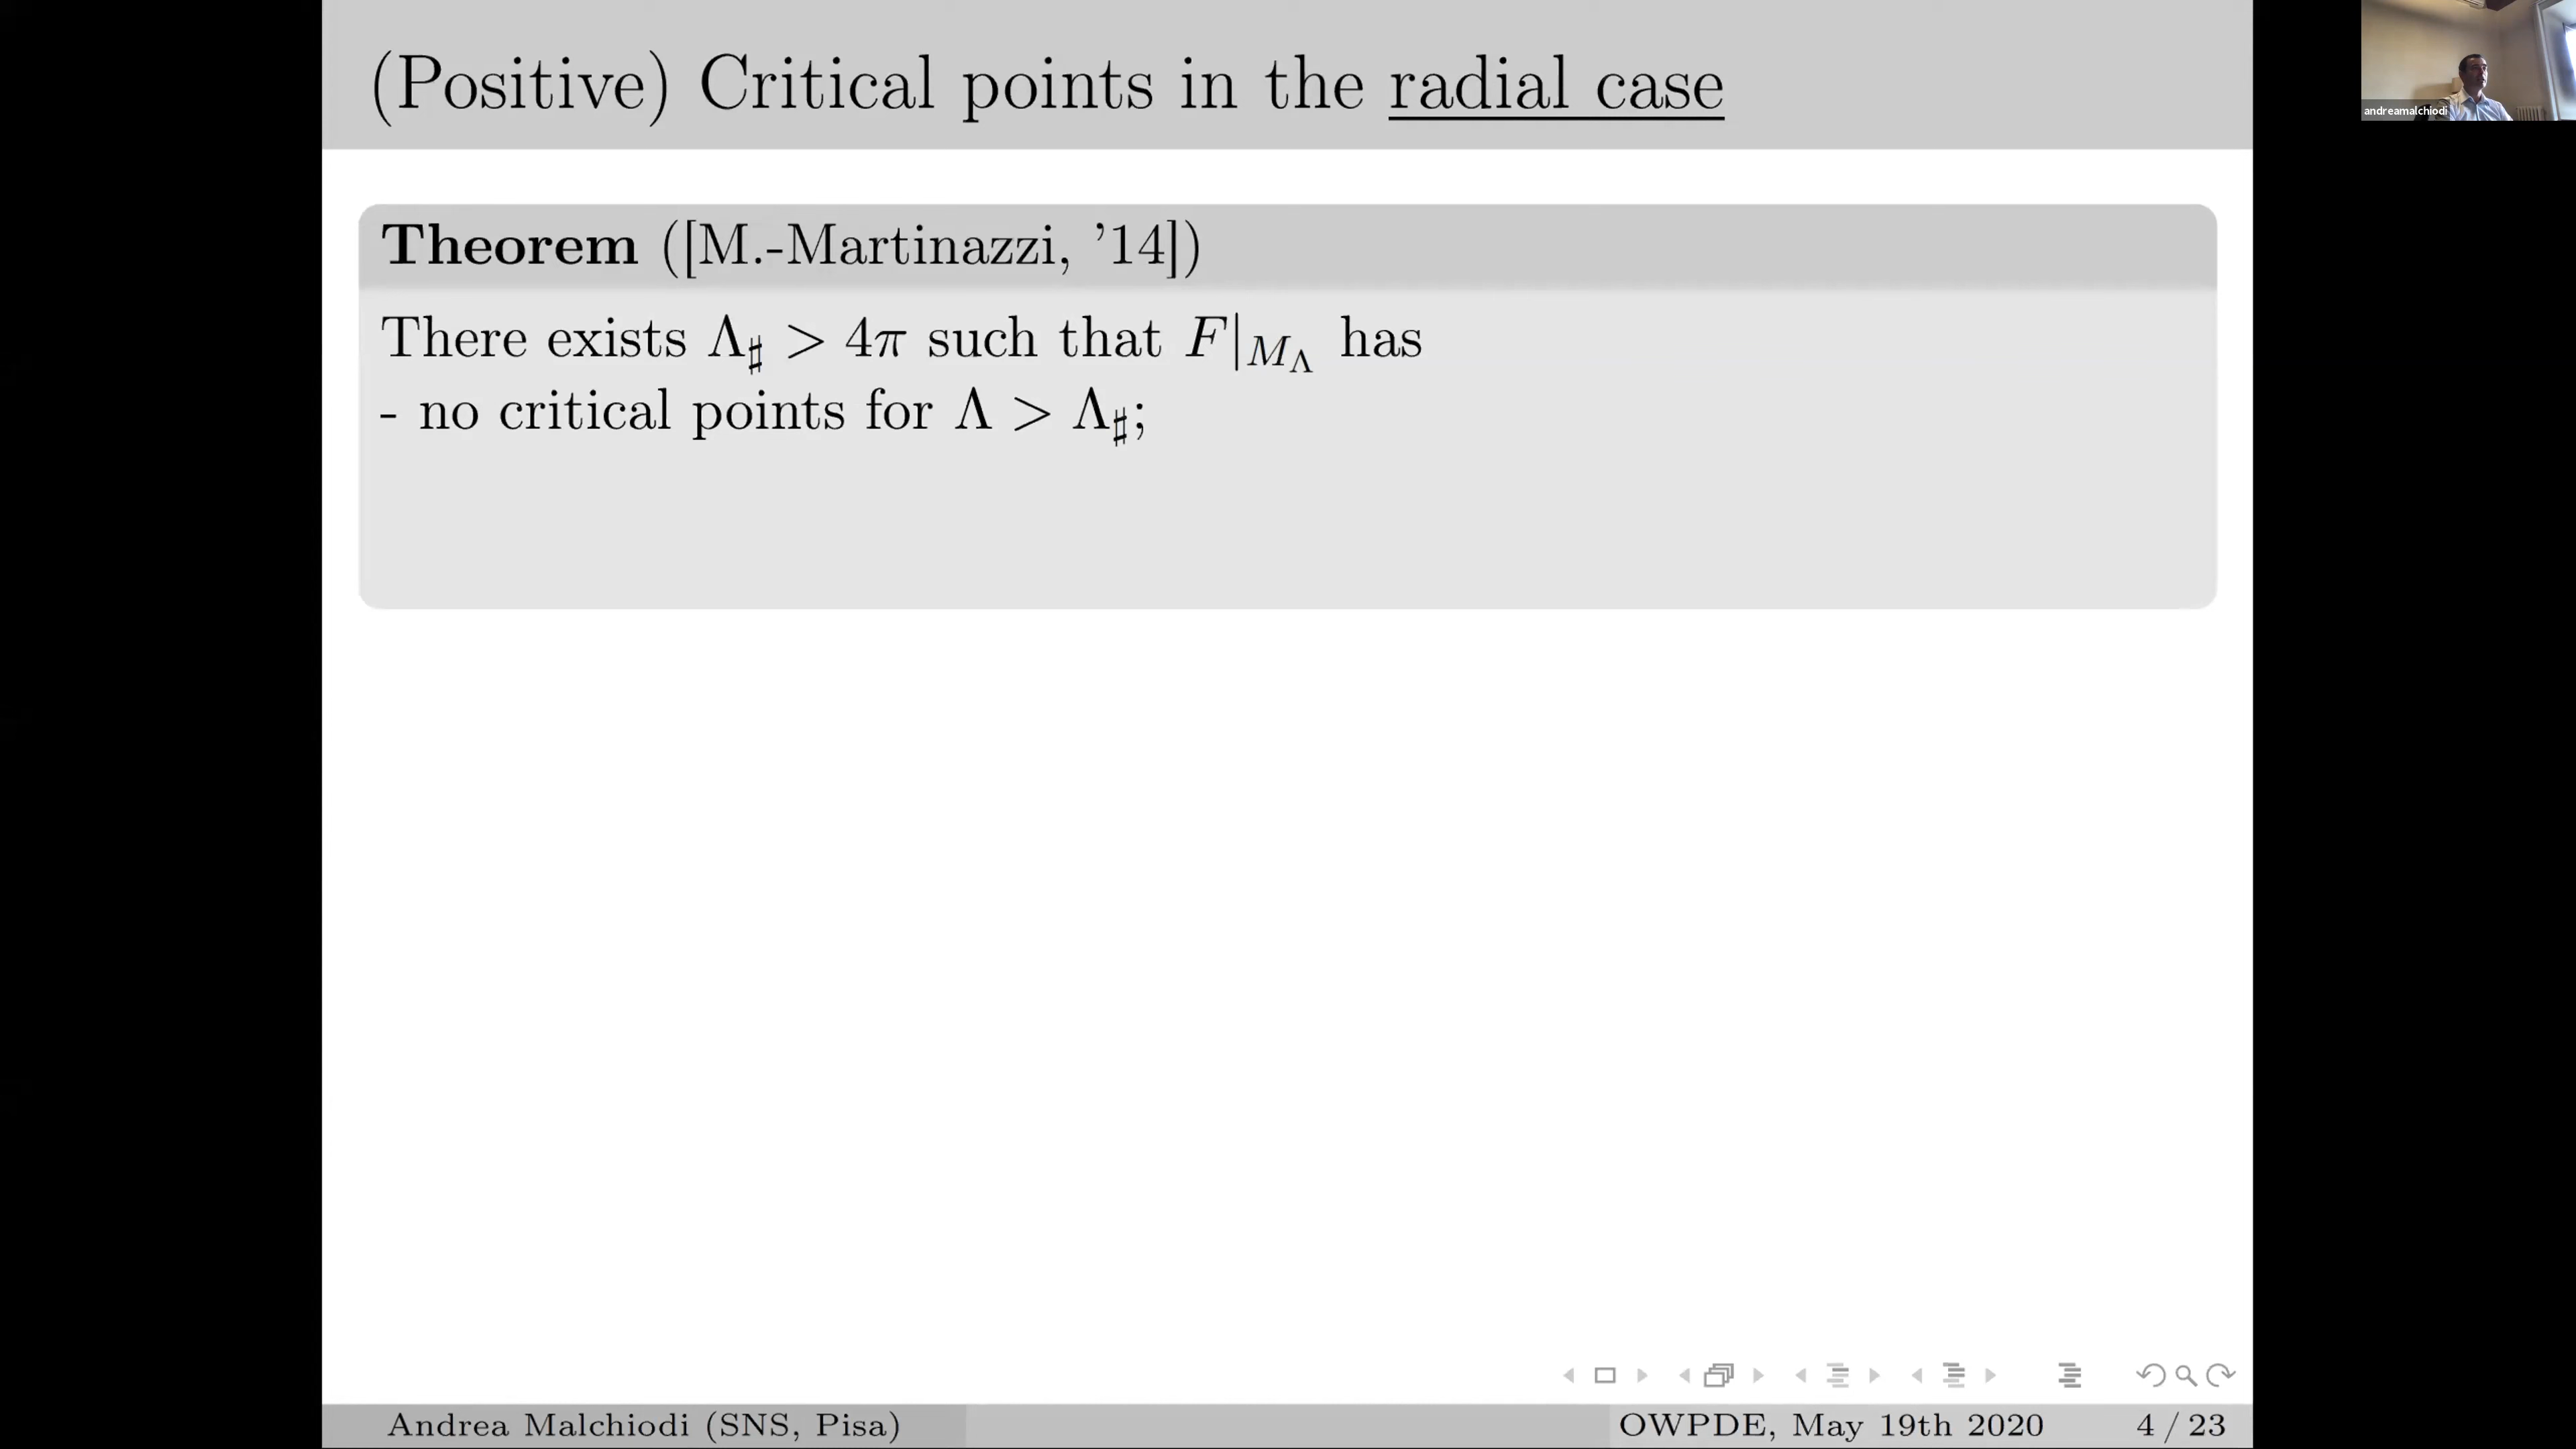 (Positive) Critical points in the radial case
andreamalchiodi
Theorem ([M.-Martinazzi, ’14])
There exists Λ♯ > 4π such that F|_{M_Λ} has
- no critical points for Λ > Λ♯;
Andrea Malchiodi (SNS, Pisa)
OWPDE, May 19th 2020
4 / 23